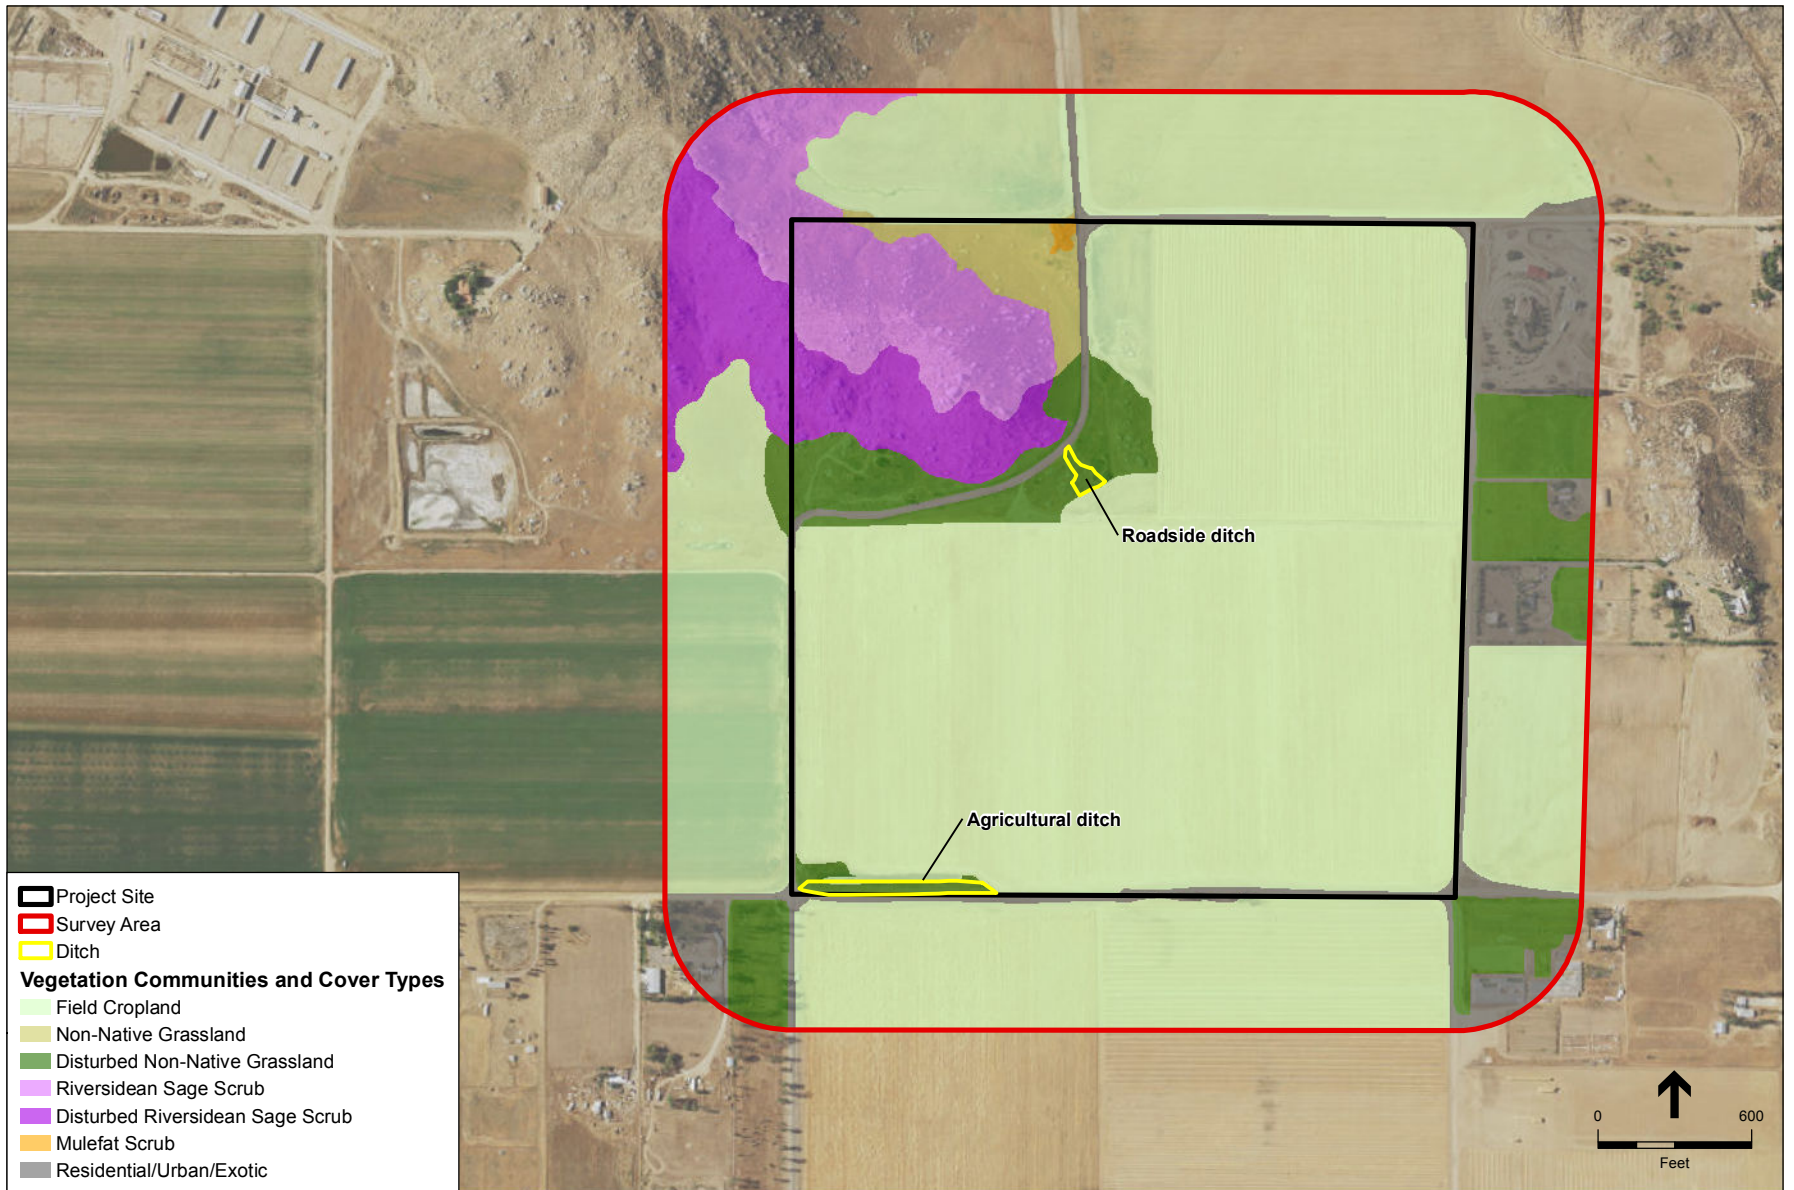 Roadside ditch
Agricultural ditch
Project Site
Survey Area
Ditch
Vegetation Communities and Cover Types
Field Cropland
Non-Native Grassland
Disturbed Non-Native Grassland
Riversidean Sage Scrub
Disturbed Riversidean Sage Scrub
Mulefat Scrub
Residential/Urban/Exotic
0 600
Feet